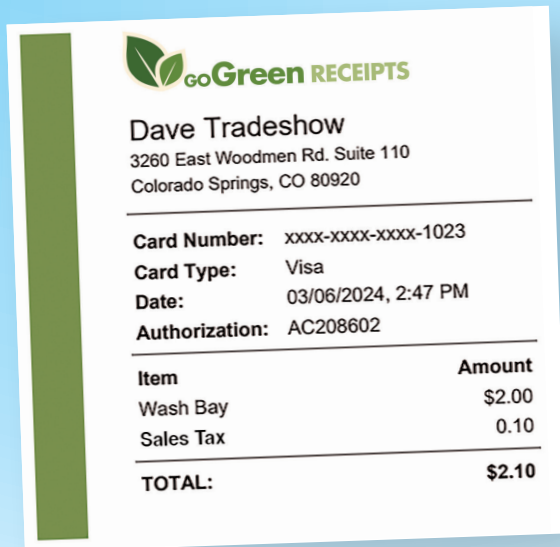 GO Green RECEIPTS
Dave Tradeshow
3260 East Woodmen Rd. Suite 110
Colorado Springs, CO 80920
Card Number: xxxx-xxxx-xxxx-1023
Card Type: Visa
Date: 03/06/2024, 2:47 PM
Authorization: AC208602
Item Amount
Wash Bay $2.00
Sales Tax 0.10
TOTAL: $2.10